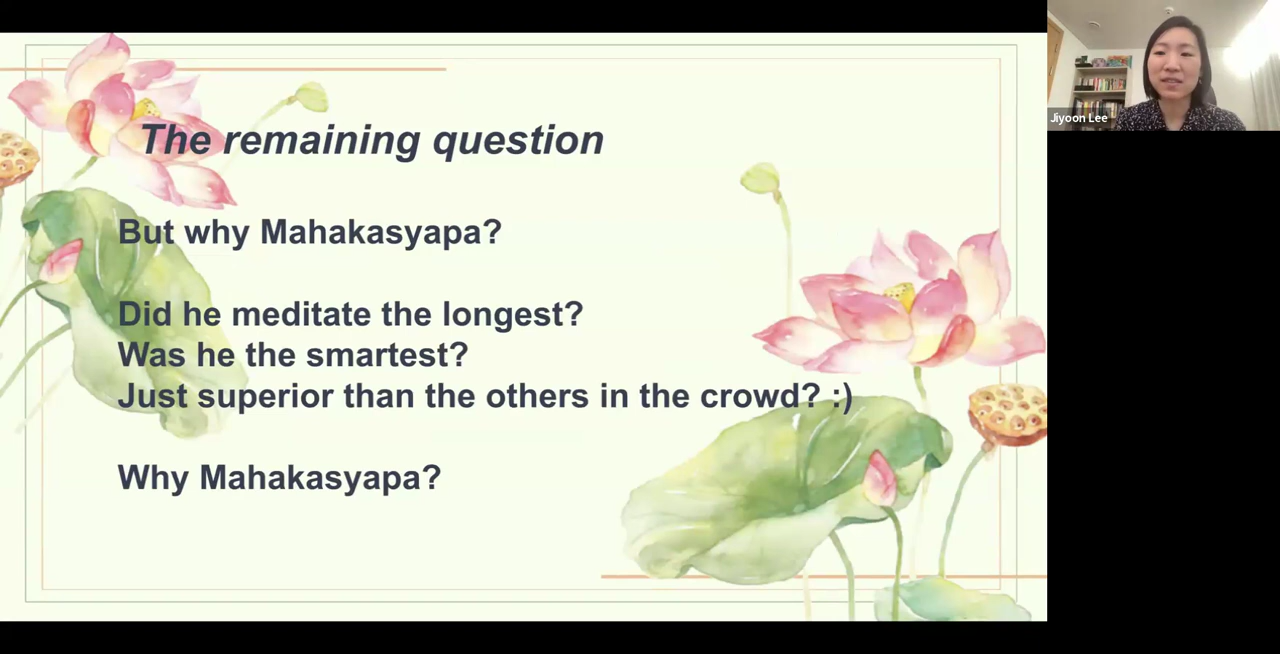 The remaining question
But why Mahakasyapa?
Did he meditate the longest?
Was he the smartest?
Just superior than the others in the crowd? :)
Why Mahakasyapa?
Jiyoon Lee